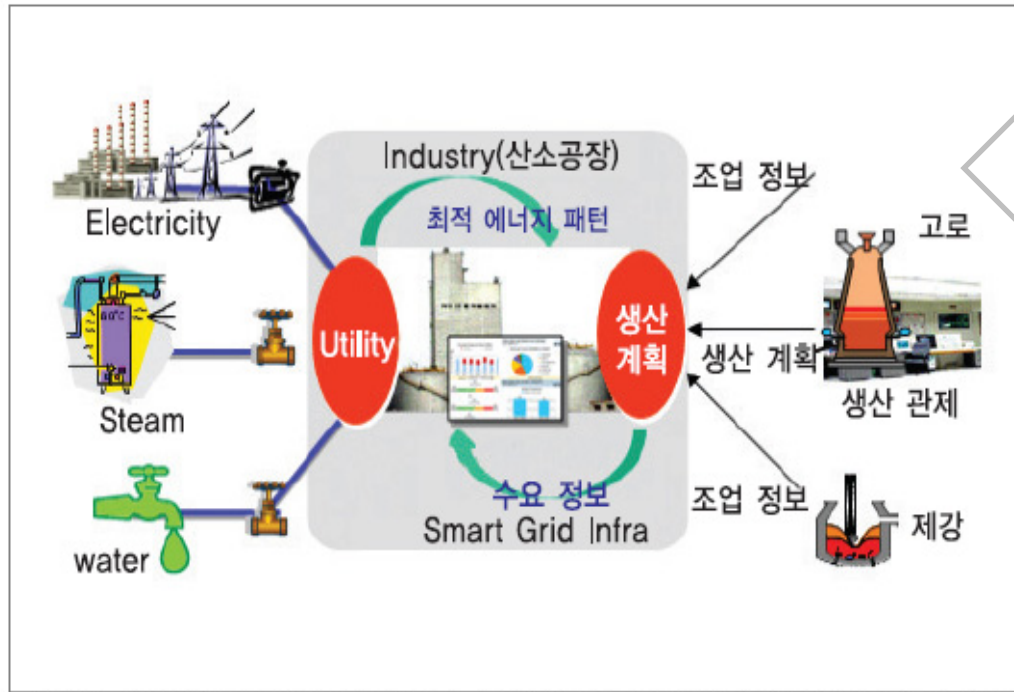 Industry(산소공장)
최적 에너지 패턴
Electricity
Utility
생산
계획
Steam
60°C
water
수요 정보
Smart Grid Infra
조업 정보
고로
생산 계획
생산 관제
조업 정보
제강